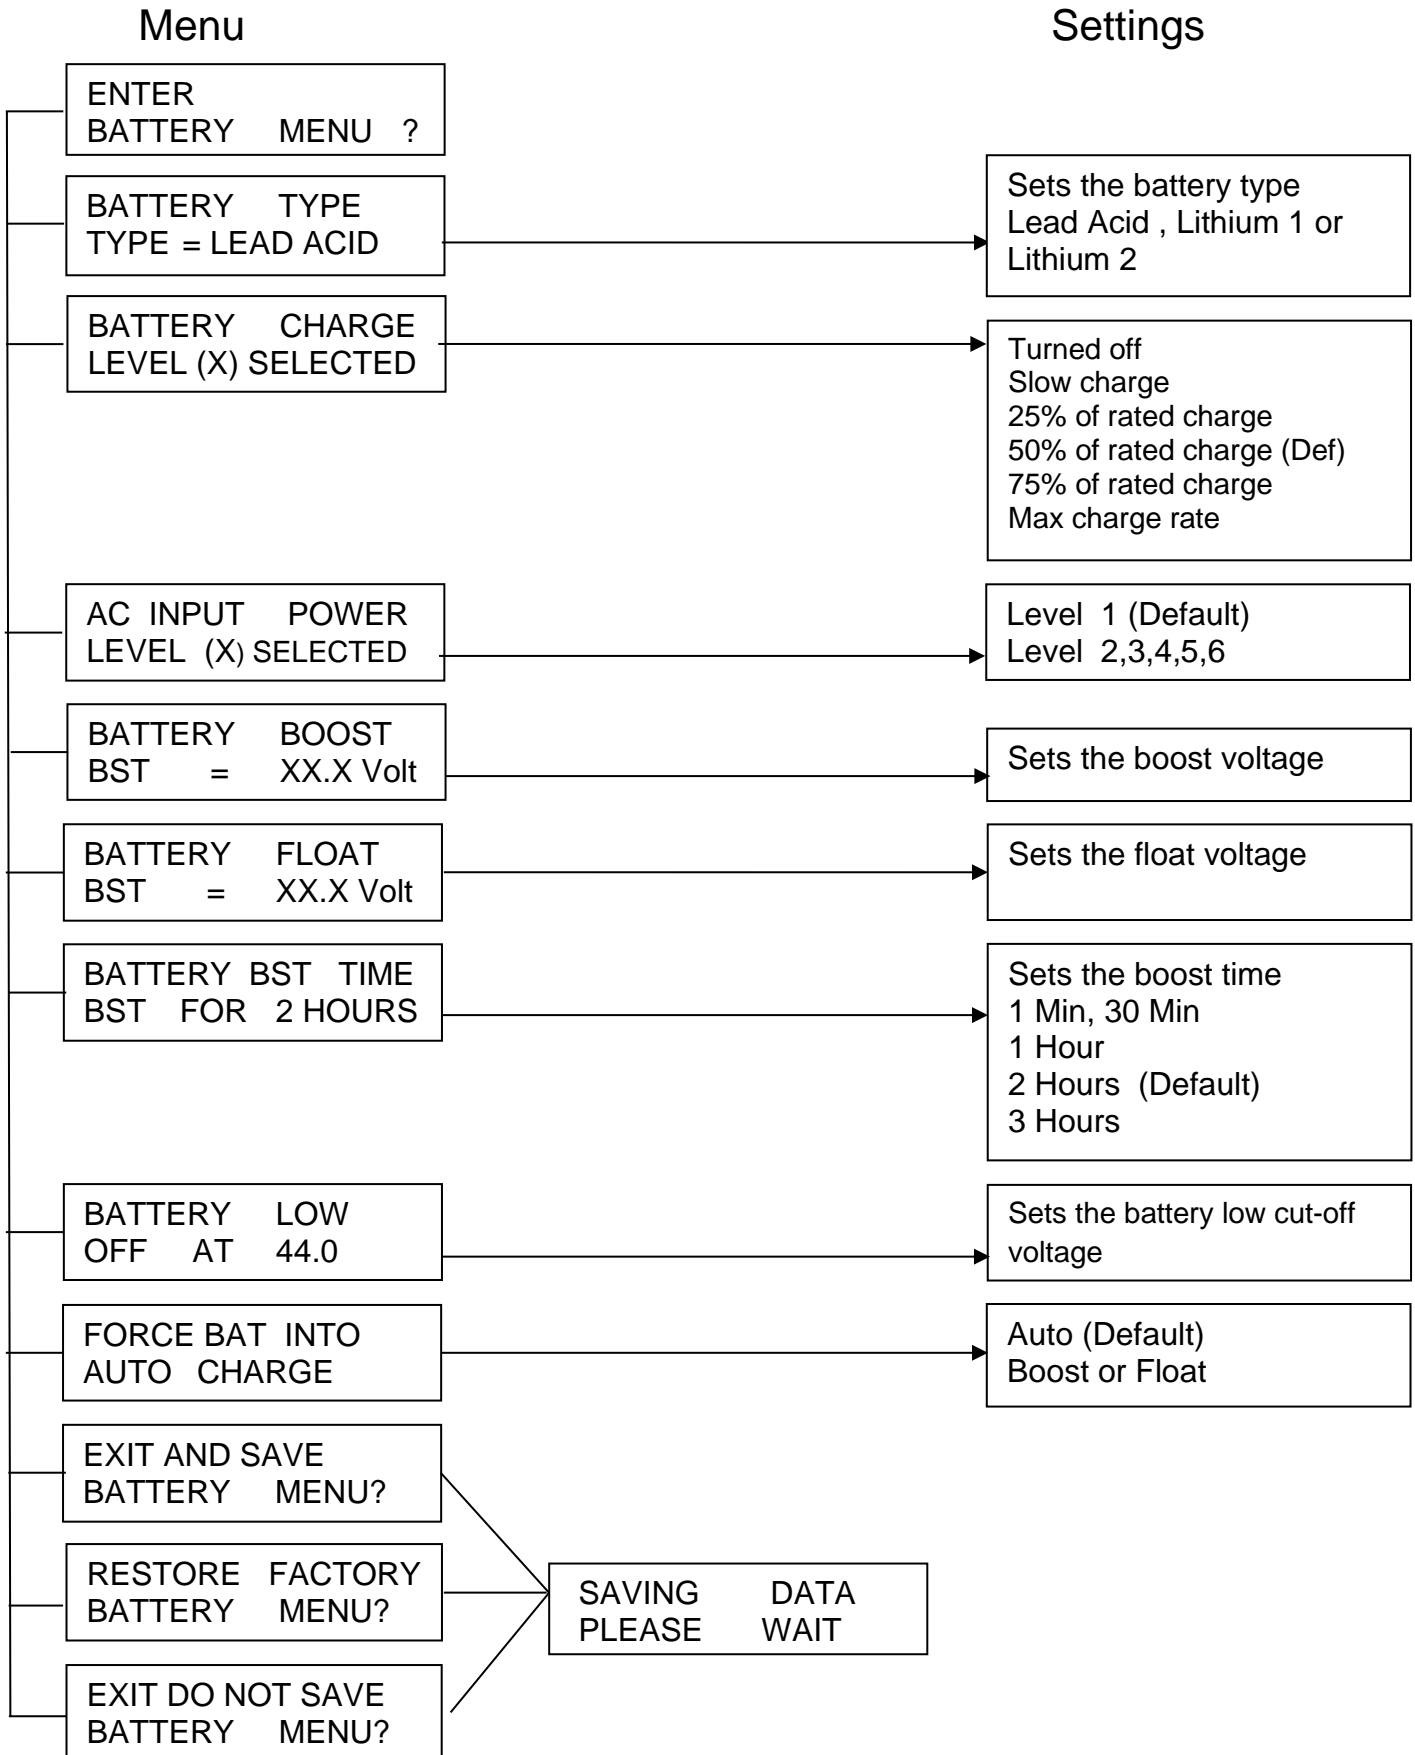 Menu
Settings
ENTER
BATTERY MENU ?
BATTERY TYPE
TYPE = LEAD ACID
Sets the battery type
Lead Acid , Lithium 1 or
Lithium 2
BATTERY CHARGE
LEVEL (X) SELECTED
Turned off
Slow charge
25% of rated charge
50% of rated charge (Def)
75% of rated charge
Max charge rate
AC INPUT POWER
LEVEL (X) SELECTED
Level 1 (Default)
Level 2,3,4,5,6
BATTERY BOOST
BST = XX.X Volt
Sets the boost voltage
BATTERY FLOAT
BST = XX.X Volt
Sets the float voltage
BATTERY BST TIME
BST FOR 2 HOURS
Sets the boost time
1 Min, 30 Min
1 Hour
2 Hours (Default)
3 Hours
BATTERY LOW
OFF AT 44.0
Sets the battery low cut-off
voltage
FORCE BAT INTO
AUTO CHARGE
Auto (Default)
Boost or Float
EXIT AND SAVE
BATTERY MENU?
RESTORE FACTORY
BATTERY MENU?
SAVING DATA
PLEASE WAIT
EXIT DO NOT SAVE
BATTERY MENU?